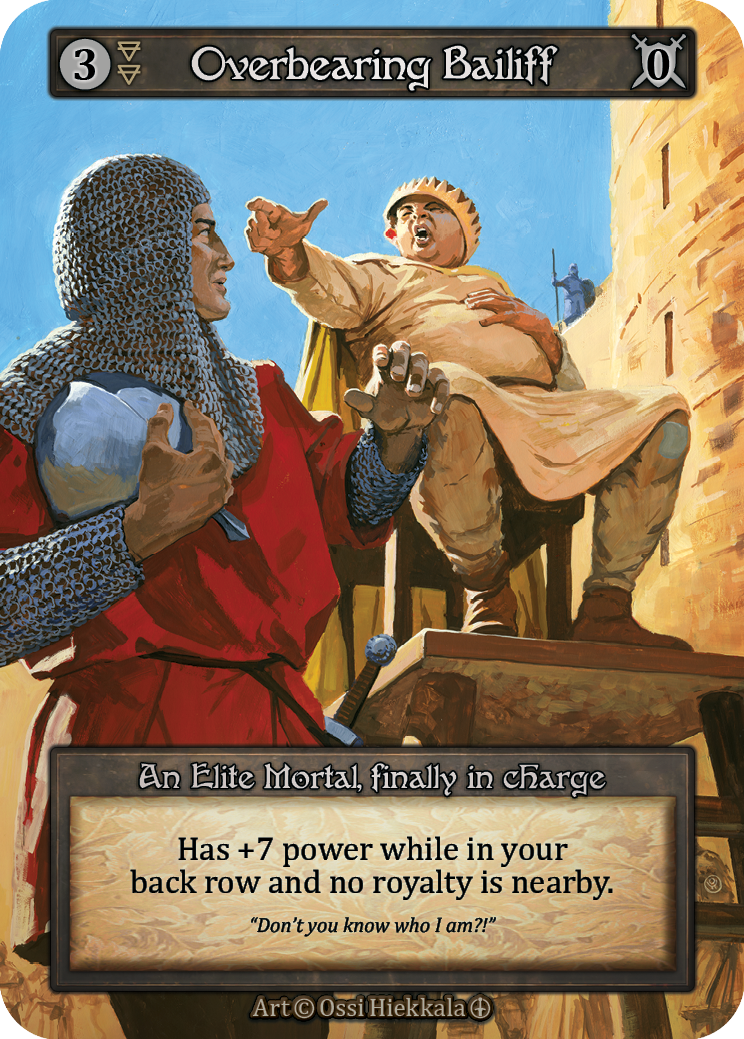 3 Overbearing Bailiff 0
An Elite Mortal, finally in charge
Has +7 power while in your
back row and no royalty is nearby.
“Don’t you know who I am?!”
Art © Ossi Hiekkala